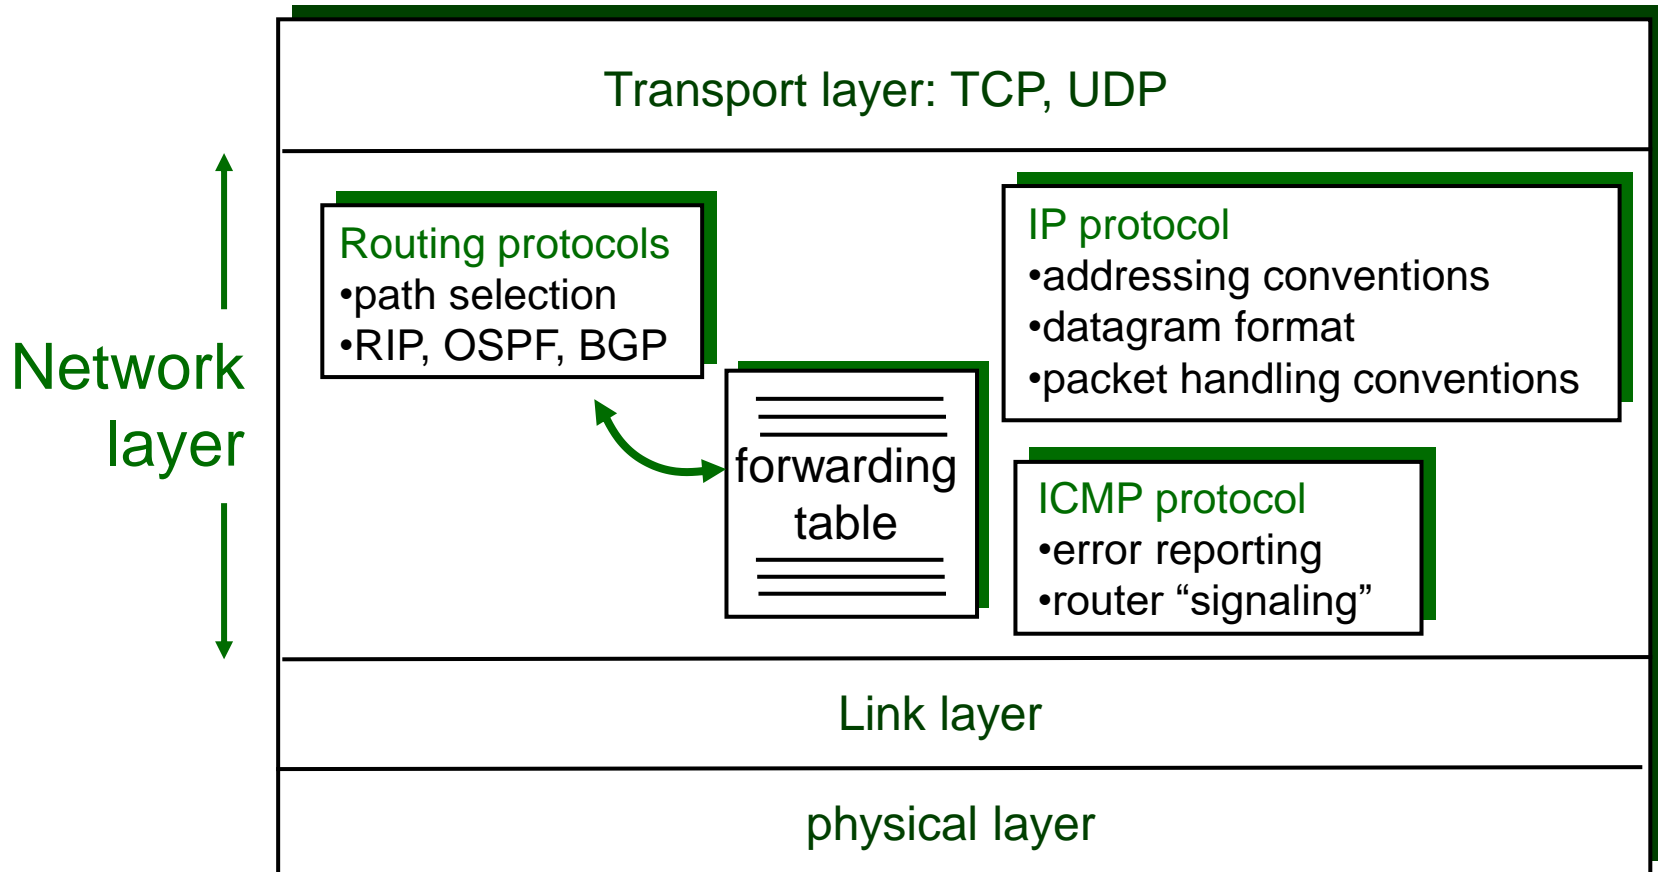 Transport layer: TCP, UDP
Network
layer
Routing protocols
•path selection
•RIP, OSPF, BGP
forwarding
table
IP protocol
•addressing conventions
•datagram format
•packet handling conventions
ICMP protocol
•error reporting
•router “signaling”
Link layer
physical layer